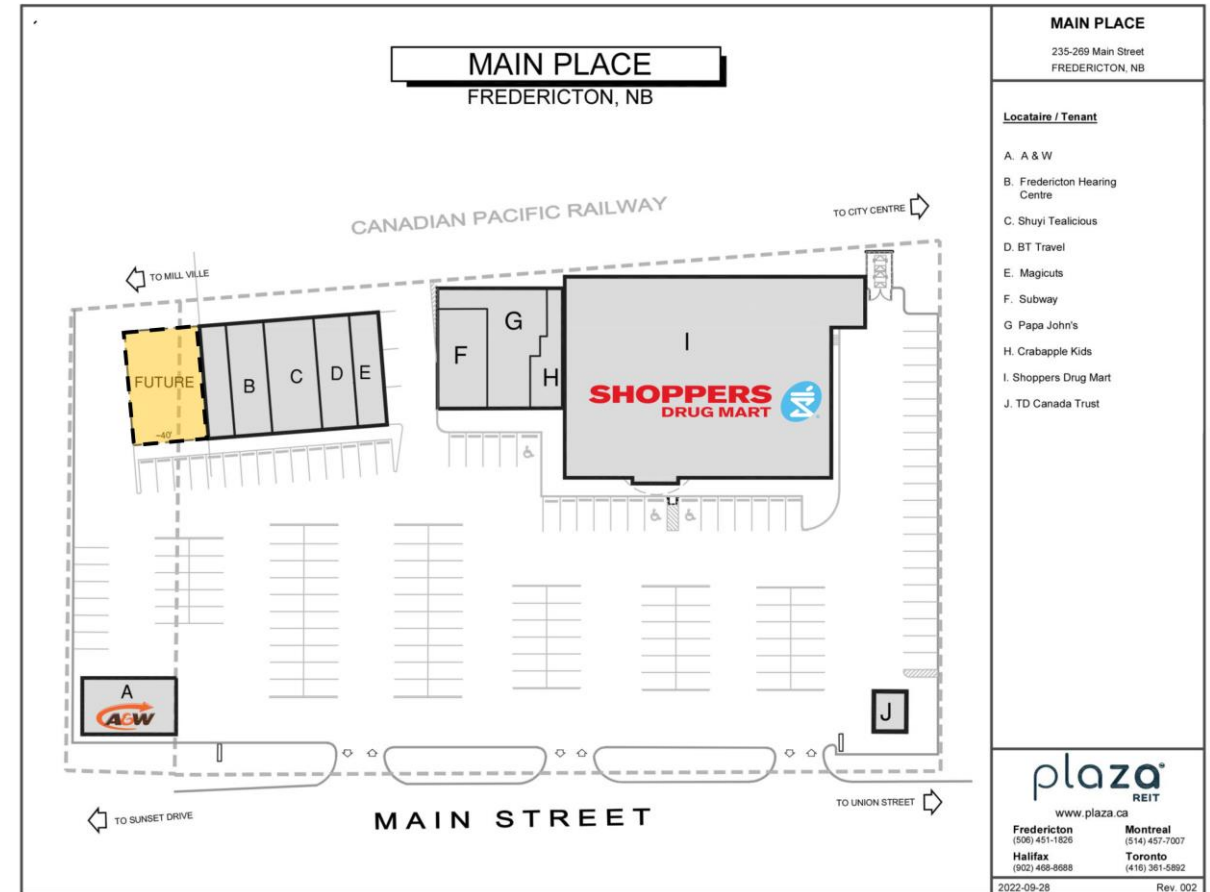 MAIN PLACE
FREDERICTON, NB
CANADIAN PACIFIC RAILWAY
TO CITY CENTRE
TO MILL VILLE
FUTURE
~40'
B
C
D
E
F
G
H
I
SHOPPERS
DRUG MART
A
A&W
J
TO SUNSET DRIVE
MAIN STREET
TO UNION STREET
MAIN PLACE
235-269 Main Street
FREDERICTON, NB
Locataire / Tenant
A. A & W
B. Fredericton Hearing
Centre
C. Shuyi Tealicious
D. BT Travel
E. Magicuts
F. Subway
G Papa John's
H. Crabapple Kids
I. Shoppers Drug Mart
J. TD Canada Trust
plaza
REIT
www.plaza.ca
Fredericton
(506) 451-1826
Montreal
(514) 457-7007
Halifax
(902) 468-8688
Toronto
(416) 361-5892
2022-09-28 Rev. 002